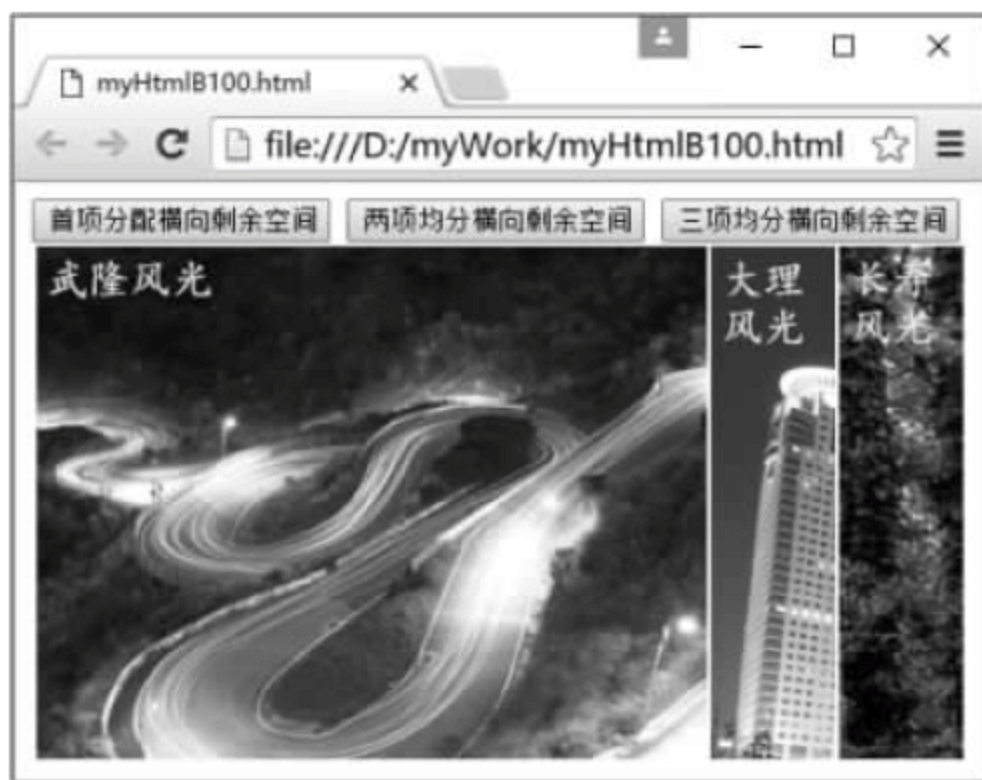 myHtmlB100.html
file:///D:/myWork/myHtmlB100.html
首项分配横向剩余空间 两项均分横向剩余空间 三项均分横向剩余空间
武隆风光
大理
风光
长寿
风光